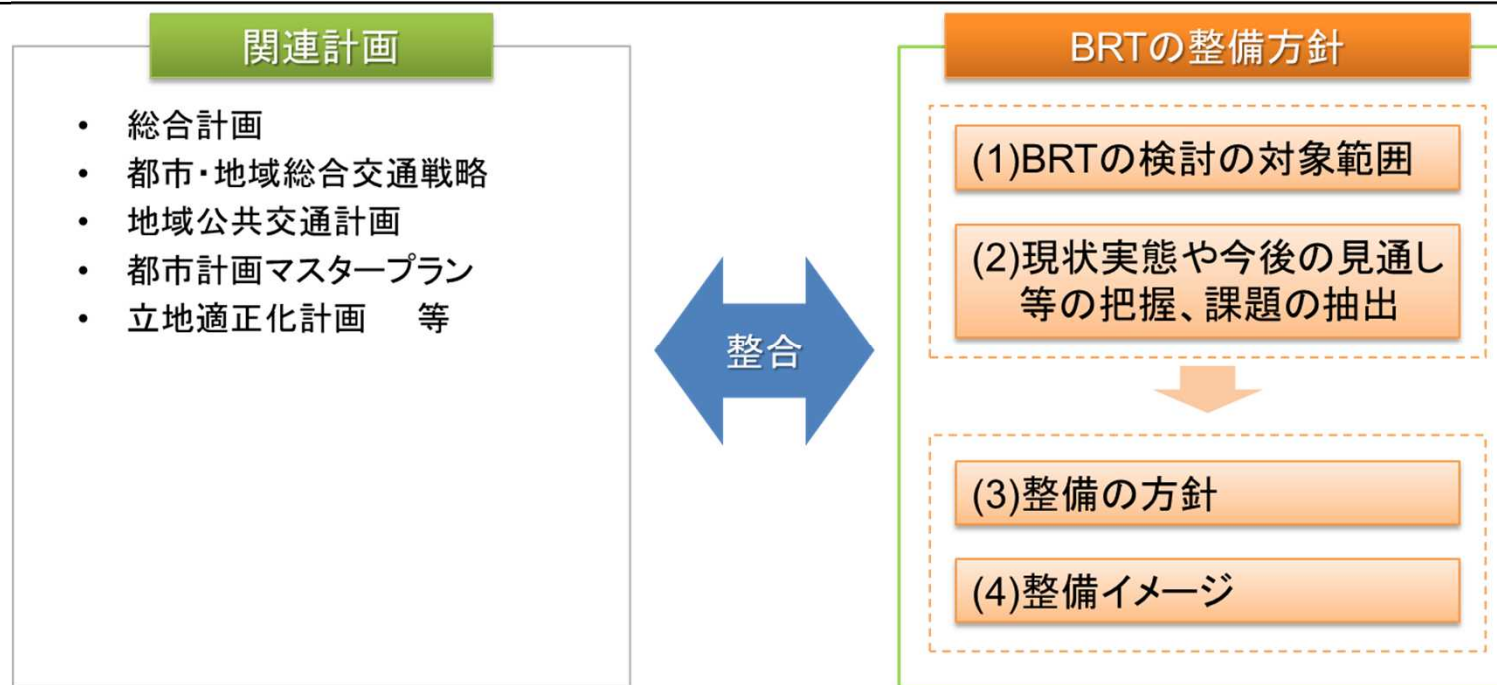 関連計画
• 総合計画
• 都市・地域総合交通戦略
• 地域公共交通計画
• 都市計画マスタープラン
• 立地適正化計画　等
整合
BRTの整備方針
(1)BRTの検討の対象範囲
(2)現状実態や今後の見通し
等の把握、課題の抽出
(3)整備の方針
(4)整備イメージ